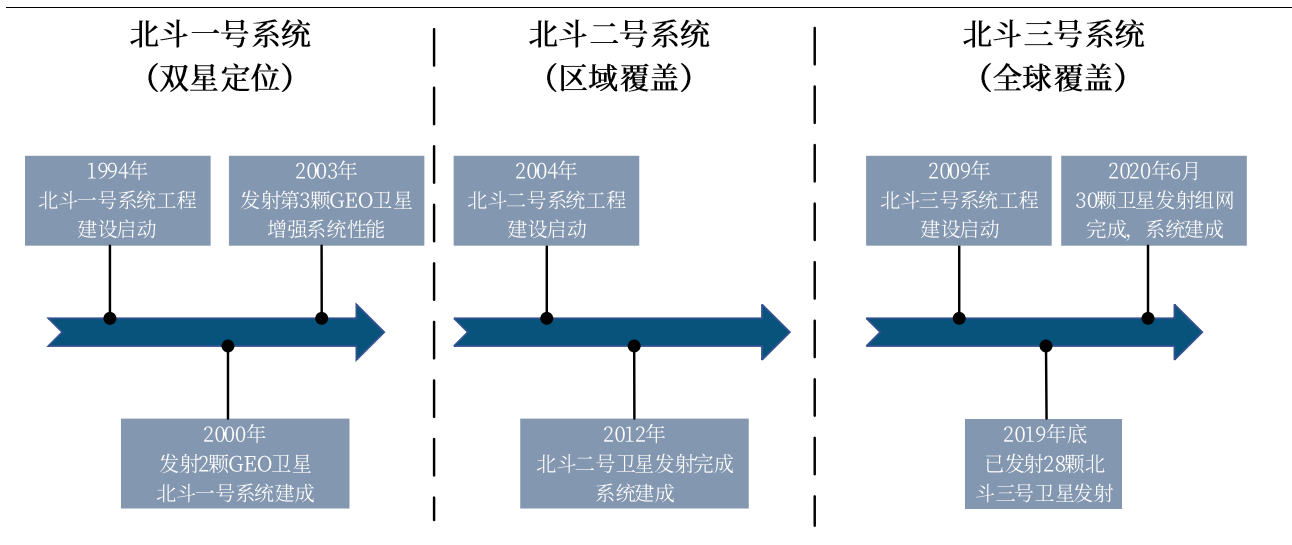 北斗一号系统
（双星定位）
1994年
北斗一号系统工程
建设启动
2003年
发射第3颗GEO卫星
增强系统性能
2000年
发射2颗GEO卫星
北斗一号系统建成
北斗二号系统
（区域覆盖）
2004年
北斗二号系统工程
建设启动
2012年
北斗二号卫星发射完成
系统建成
北斗三号系统
（全球覆盖）
2009年
北斗三号系统工程
建设启动
2020年6月
30颗卫星发射组网
完成，系统建成
2019年底
已发射28颗北
斗三号卫星发射